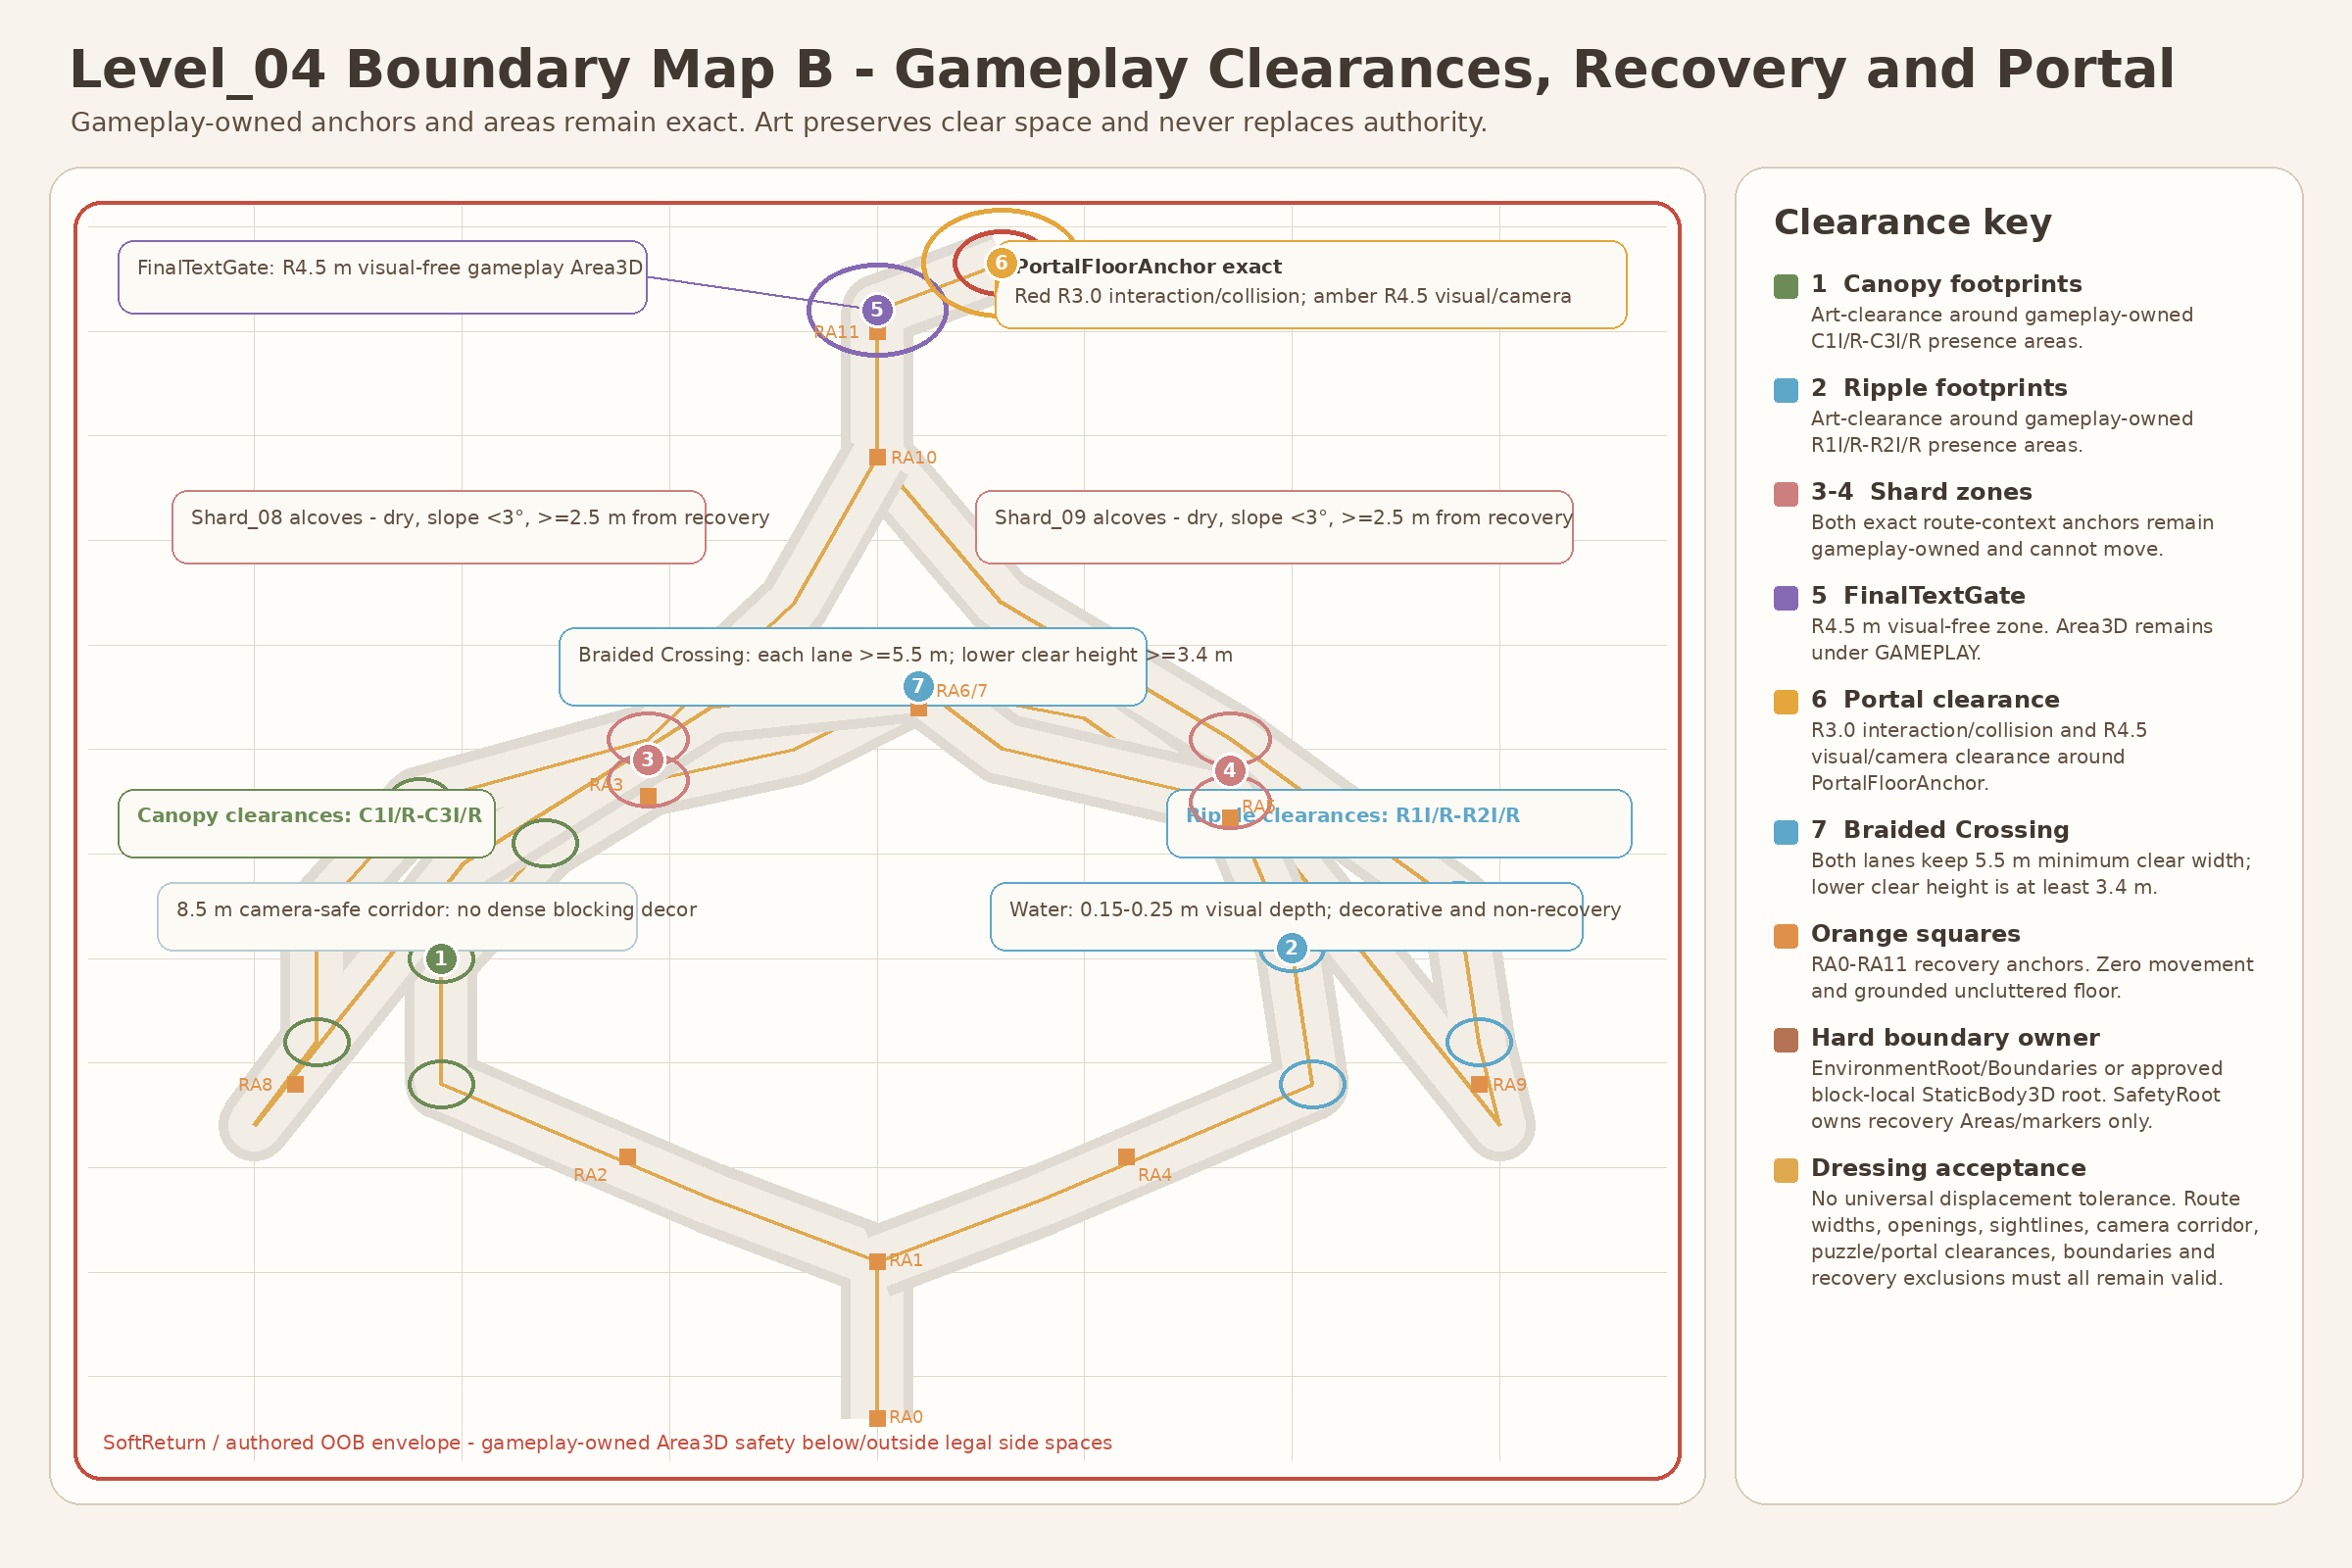 Level_04 Boundary Map B - Gameplay Clearances, Recovery and Portal
Gameplay-owned anchors and areas remain exact. Art preserves clear space and never replaces authority.
FinalTextGate: R4.5 m visual-free gameplay Area3D
6
PortalFloorAnchor exact
Red R3.0 interaction/collision; amber R4.5 visual/camera
5
RA11
RA10
Shard_08 alcoves - dry, slope <3°, >=2.5 m from recovery
Shard_09 alcoves - dry, slope <3°, >=2.5 m from recovery
Braided Crossing: each lane >=5.5 m; lower clear height >=3.4 m
7
RA6/7
3
RA3
4
RA5
Canopy clearances: C1I/R-C3I/R
Ripple clearances: R1I/R-R2I/R
8.5 m camera-safe corridor: no dense blocking decor
Water: 0.15-0.25 m visual depth; decorative and non-recovery
1
2
RA8
RA9
RA2
RA4
RA1
RA0
SoftReturn / authored OOB envelope - gameplay-owned Area3D safety below/outside legal side spaces
Clearance key
1 Canopy footprints
Art-clearance around gameplay-owned
C1I/R-C3I/R presence areas.
2 Ripple footprints
Art-clearance around gameplay-owned
R1I/R-R2I/R presence areas.
3-4 Shard zones
Both exact route-context anchors remain
gameplay-owned and cannot move.
5 FinalTextGate
R4.5 m visual-free zone. Area3D remains
under GAMEPLAY.
6 Portal clearance
R3.0 interaction/collision and R4.5
visual/camera clearance around
PortalFloorAnchor.
7 Braided Crossing
Both lanes keep 5.5 m minimum clear width;
lower clear height is at least 3.4 m.
Orange squares
RA0-RA11 recovery anchors. Zero movement
and grounded uncluttered floor.
Hard boundary owner
EnvironmentRoot/Boundaries or approved
block-local StaticBody3D root. SafetyRoot
owns recovery Areas/markers only.
Dressing acceptance
No universal displacement tolerance. Route
widths, openings, sightlines, camera corridor,
puzzle/portal clearances, boundaries and
recovery exclusions must all remain valid.